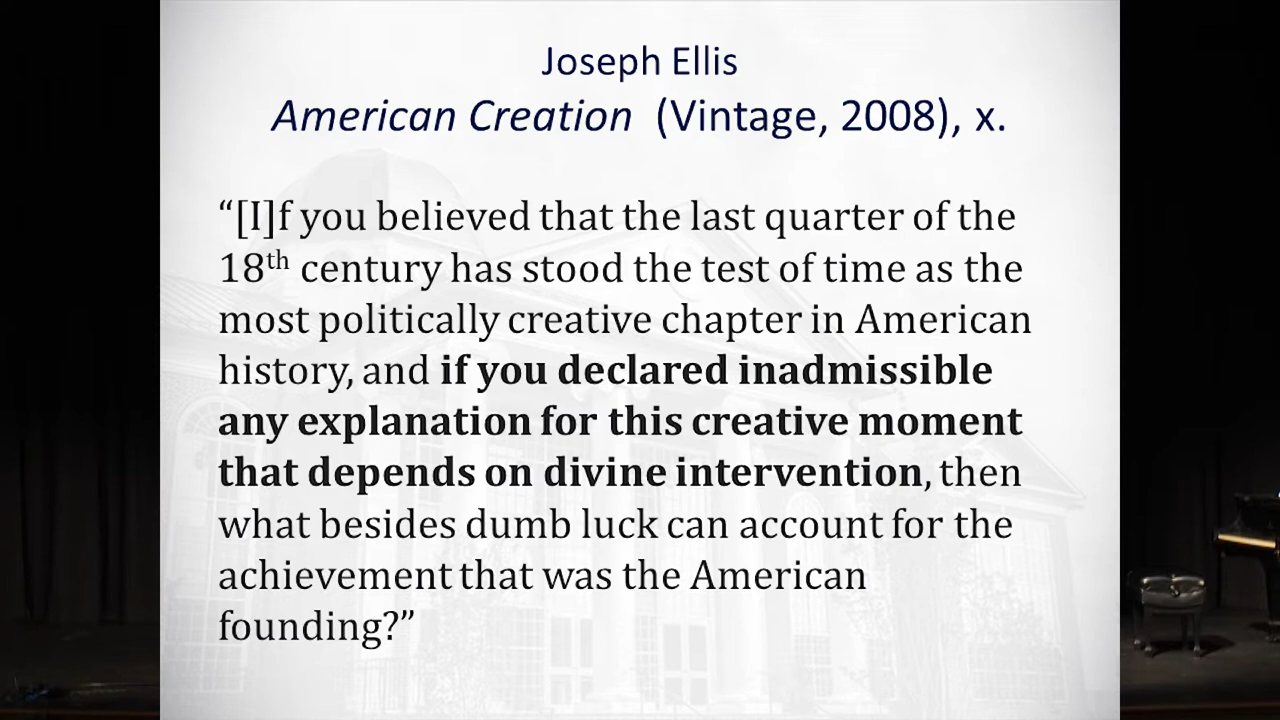 Joseph Ellis
American Creation (Vintage, 2008), x.
“[I]f you believed that the last quarter of the
18th century has stood the test of time as the
most politically creative chapter in American
history, and if you declared inadmissible
any explanation for this creative moment
that depends on divine intervention, then
what besides dumb luck can account for the
achievement that was the American
founding?”